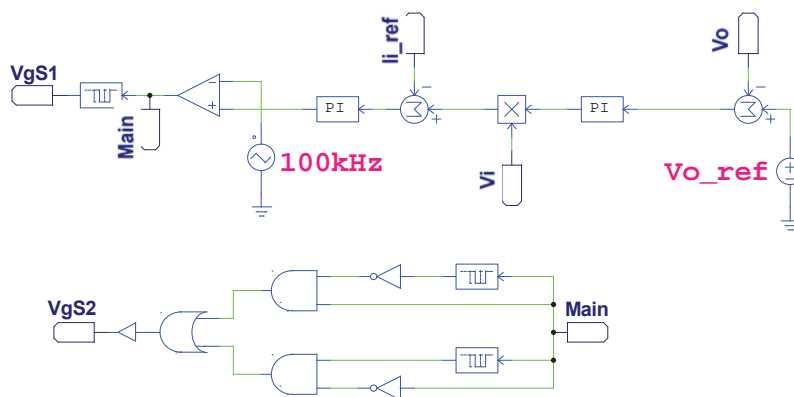 VgS1
Main
PI
Ii_ref
Σ
Vi
PI
Vo
Σ
100kHz
Vo_ref
VgS2
Main